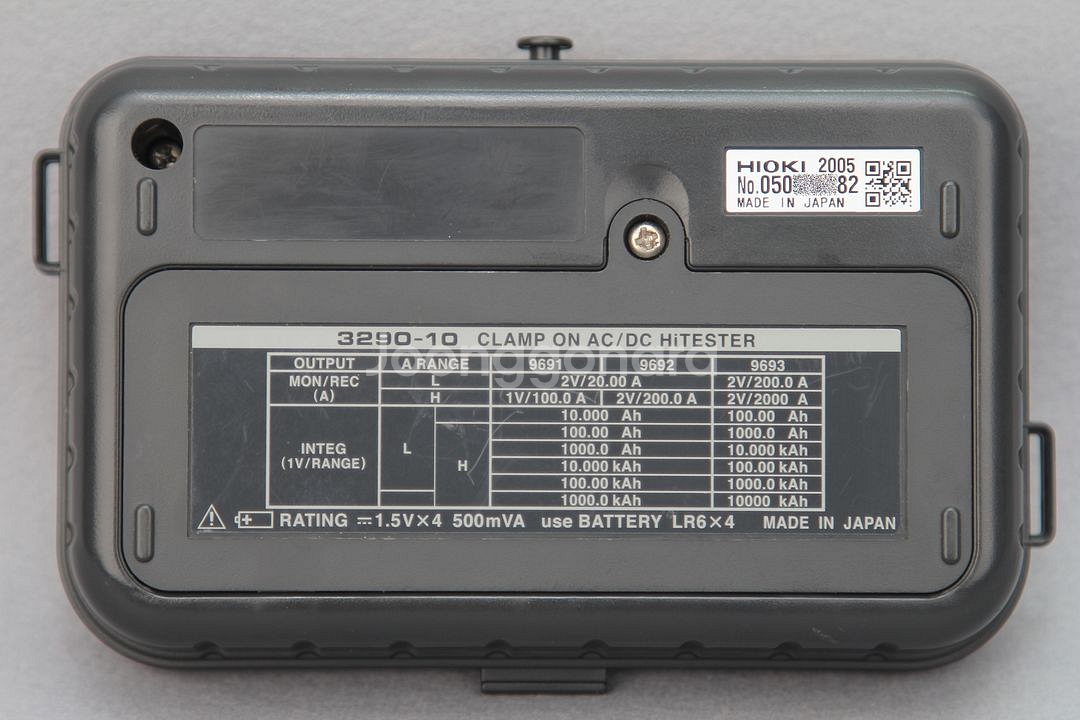 HIOKI 2005
No.050 82
MADE IN JAPAN
3290-10 CLAMP ON AC/DC HiTESTER
Joonggonara
OUTPUT A RANGE 9691 9692 9693
MON/REC (A) L 2V/20.00 A 2V/200.0 A
H 1V/100.0 A 2V/200.0 A 2V/2000 A
INTEG (1V/RANGE) L H 10.000 Ah 100.00 Ah
100.00 Ah 1000.0 Ah
1000.0 Ah 10.000 kAh
10.000 kAh 100.00 kAh
100.00 kAh 1000.0 kAh
1000.0 kAh 10000 kAh
RATING ⎓1.5V×4 500mVA use BATTERY LR6×4 MADE IN JAPAN